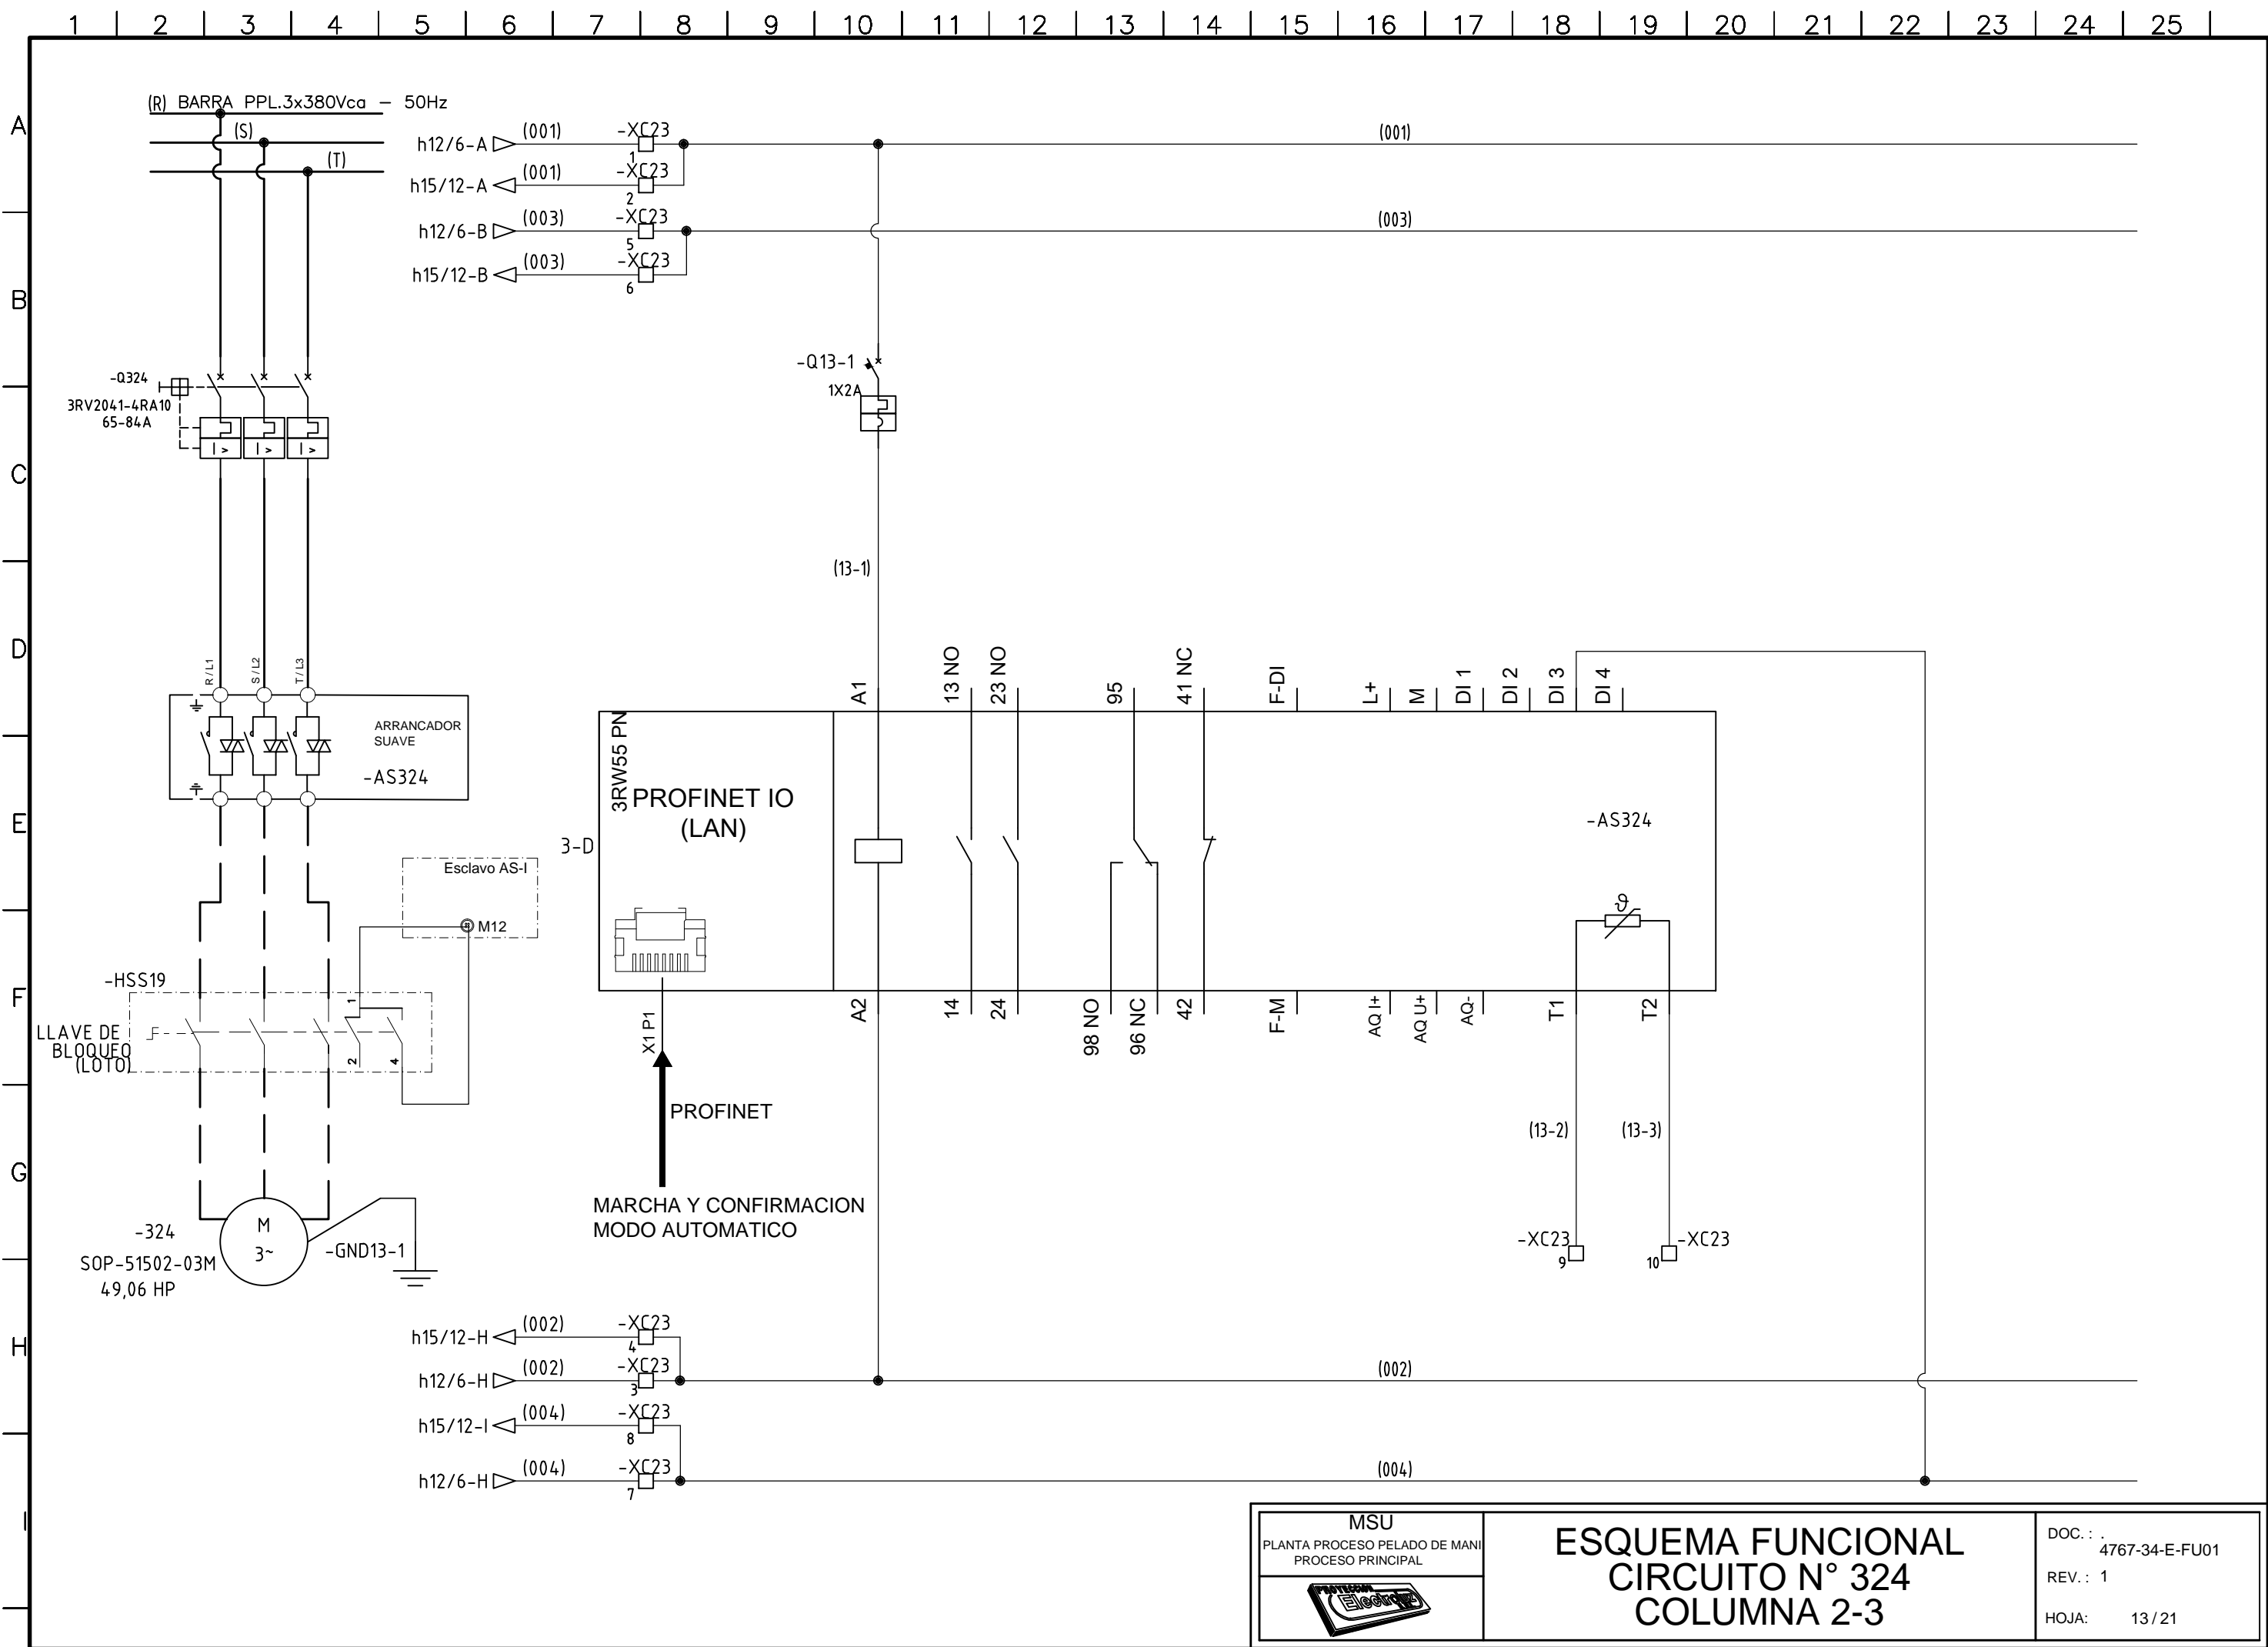 1 2 3 4 5 6 7 8 9 10 11 12 13 14 15 16 17 18 19 20 21 22 23 24 25
A
B
C
D
E
F
G
H
I
(R) BARRA PPL.3x380Vca - 50Hz
(S)
(T)
h12/6-A (001) -XC23 1
(001)
h15/12-A (001) -XC23 2
h12/6-B (003) -XC23 5
(003)
h15/12-B (003) -XC23 6
-Q324
3RV2041-4RA10
65-84A
I >
I >
I >
-Q13-1
1X2A
(13-1)
R / L1
S / L2
T / L3
ARRANCADOR
SUAVE
-AS324
3-D
3RW55 PN
PROFINET IO
(LAN)
A1
13 NO
23 NO
95
41 NC
F-DI
L+
M
DI 1
DI 2
DI 3
DI 4
-AS324
ϑ
Esclavo AS-I
M12
-HSS19
LLAVE DE
BLOQUEO
(LOTO)
1
2
4
X1 P1
A2
14
24
98 NO
96 NC
42
F-M
AQ I+
AQ U+
AQ-
T1
T2
PROFINET
MARCHA Y CONFIRMACION
MODO AUTOMATICO
(13-2)
(13-3)
-XC23 9
10 -XC23
-324
SOP-51502-03M
49,06 HP
M
3~
-GND13-1
h15/12-H (002) -XC23 4
h12/6-H (002) -XC23 3
(002)
h15/12-I (004) -XC23 8
h12/6-H (004) -XC23 7
(004)
MSU
PLANTA PROCESO PELADO DE MANI
PROCESO PRINCIPAL
PROYECCION
Electroluz
ESQUEMA FUNCIONAL
CIRCUITO N° 324
COLUMNA 2-3
DOC. : .
4767-34-E-FU01
REV. : 1
HOJA: 13 / 21